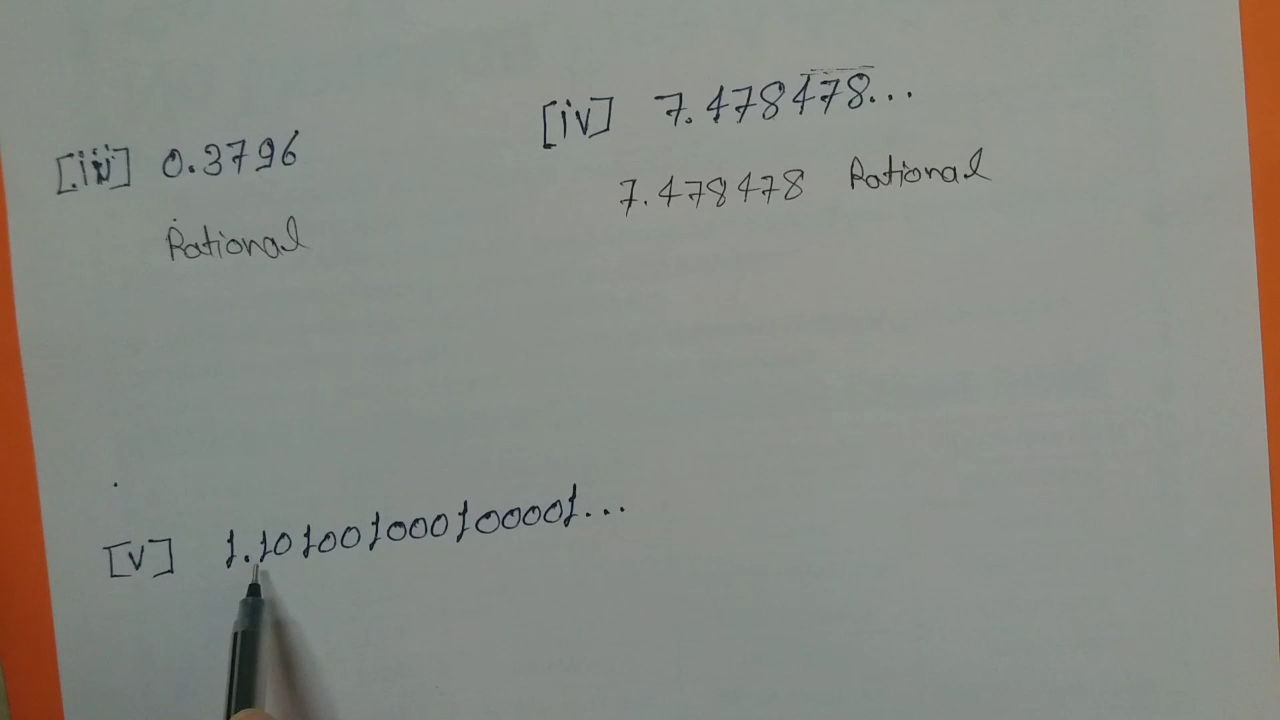 [iii] 0.3796
Rational
[iv] 7.478478...
7.478478 Rational
[v] 1.101001000100001...